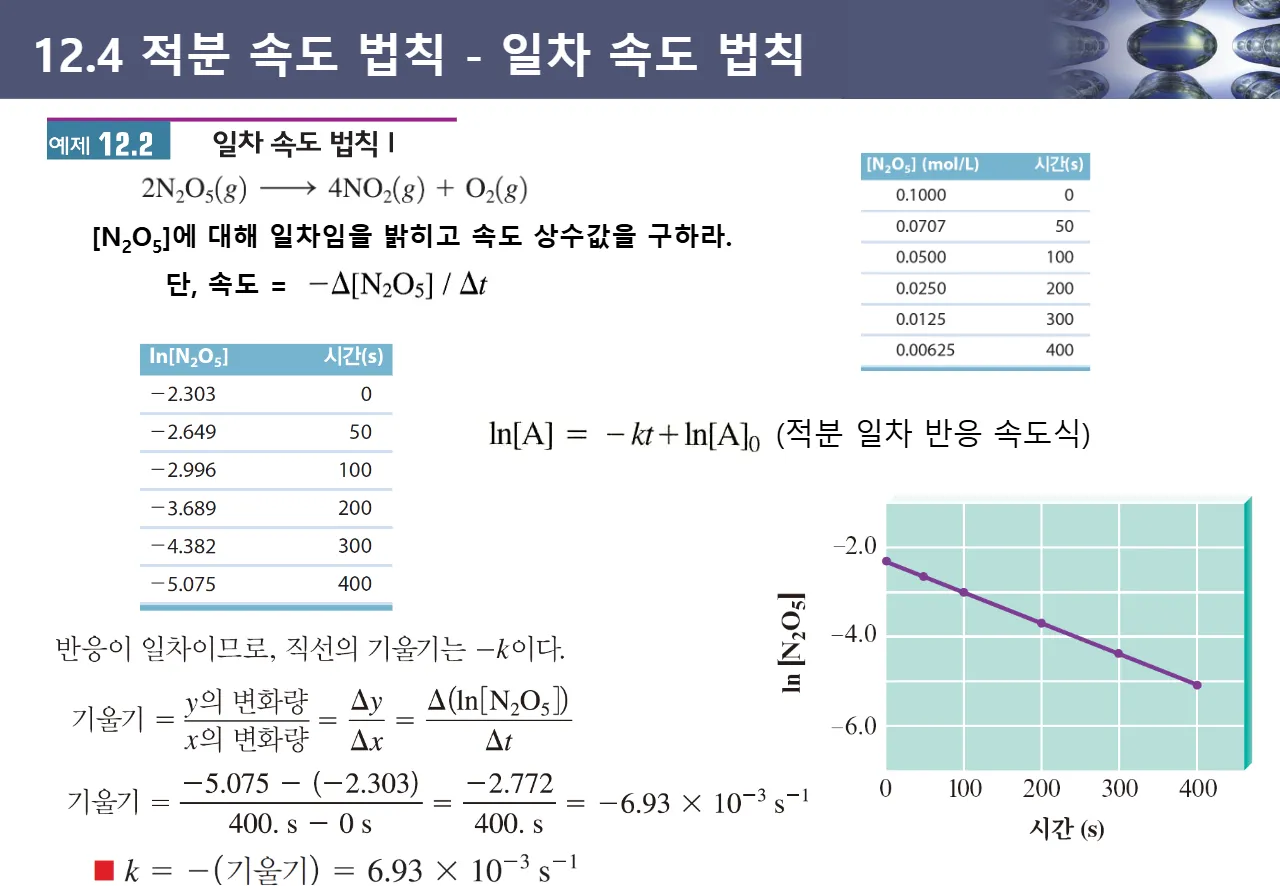 12.4 적분 속도 법칙 - 일차 속도 법칙
예제 12.2 일차 속도 법칙 I
2N₂O₅(g) ⟶ 4NO₂(g) + O₂(g)
[N₂O₅]에 대해 일차임을 밝히고 속도 상수값을 구하라.
단, 속도 = −Δ[N₂O₅] / Δt
[N₂O₅] (mol/L) 시간(s)
0.1000 0
0.0707 50
0.0500 100
0.0250 200
0.0125 300
0.00625 400
ln[N₂O₅] 시간(s)
−2.303 0
−2.649 50
−2.996 100
−3.689 200
−4.382 300
−5.075 400
ln[A] = −kt+ln[A]₀ (적분 일차 반응 속도식)
반응이 일차이므로, 직선의 기울기는 −k이다.
기울기 = y의 변화량 / x의 변화량 = Δy / Δx = Δ(ln[N₂O₅]) / Δt
기울기 = −5.075 − (−2.303) / 400. s − 0 s = −2.772 / 400. s = −6.93 × 10⁻³ s⁻¹
■ k = −(기울기) = 6.93 × 10⁻³ s⁻¹
ln [N₂O₅]
−2.0
−4.0
−6.0
0 100 200 300 400
시간 (s)